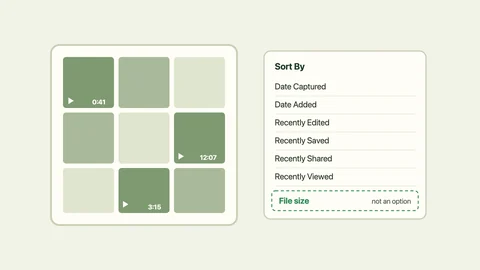 0:41
12:07
3:15
Sort By
Date Captured
Date Added
Recently Edited
Recently Saved
Recently Shared
Recently Viewed
File size not an option